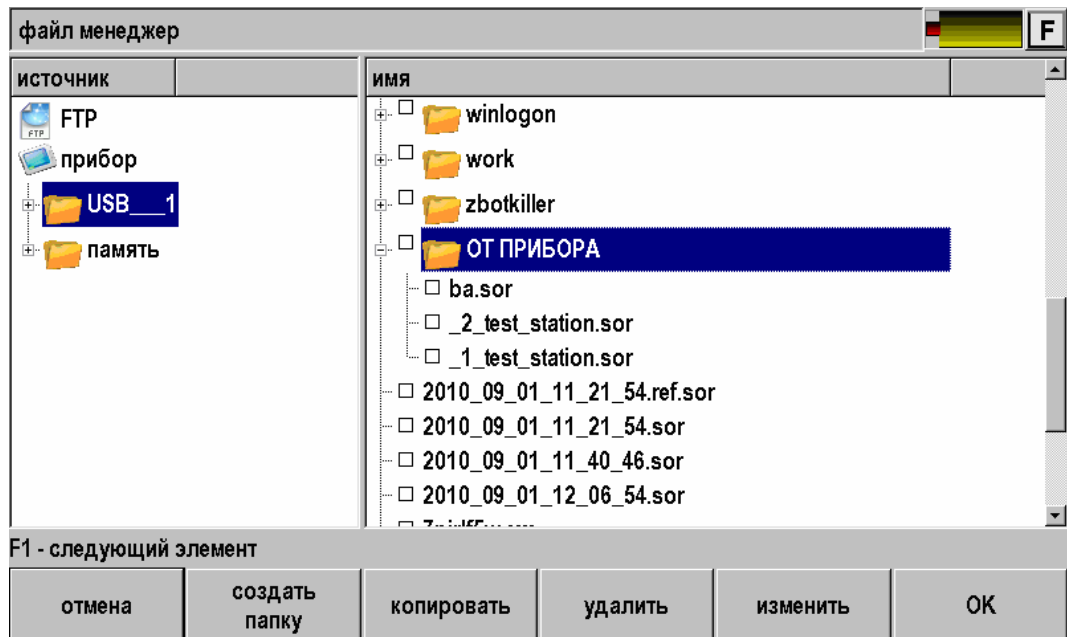 файл менеджер
F
источник
имя
FTP
FTP
прибор
USB___1
память
winlogon
work
zbotkiller
ОТ ПРИБОРА
ba.sor
_2_test_station.sor
_1_test_station.sor
2010_09_01_11_21_54.ref.sor
2010_09_01_11_21_54.sor
2010_09_01_11_40_46.sor
2010_09_01_12_06_54.sor
F1 - следующий элемент
отмена
создать
папку
копировать
удалить
изменить
OK